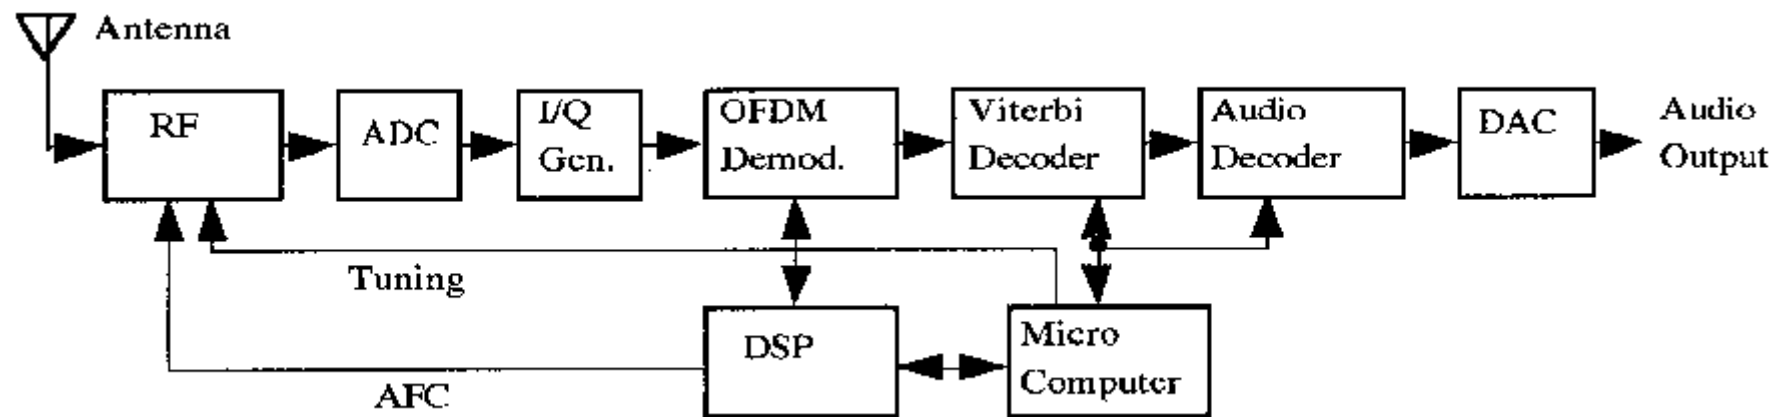 Antenna
RF
ADC
I/Q
Gen.
OFDM
Demod.
Viterbi
Decoder
Audio
Decoder
DAC
Audio
Output
Tuning
AFC
DSP
Micro
Computer